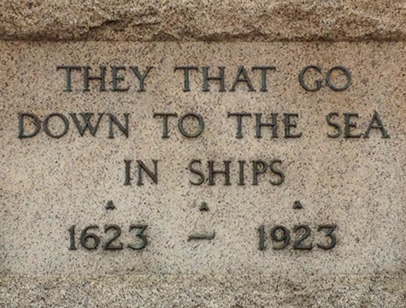 THEY THAT GO
DOWN TO THE SEA
IN SHIPS
1623 – 1923